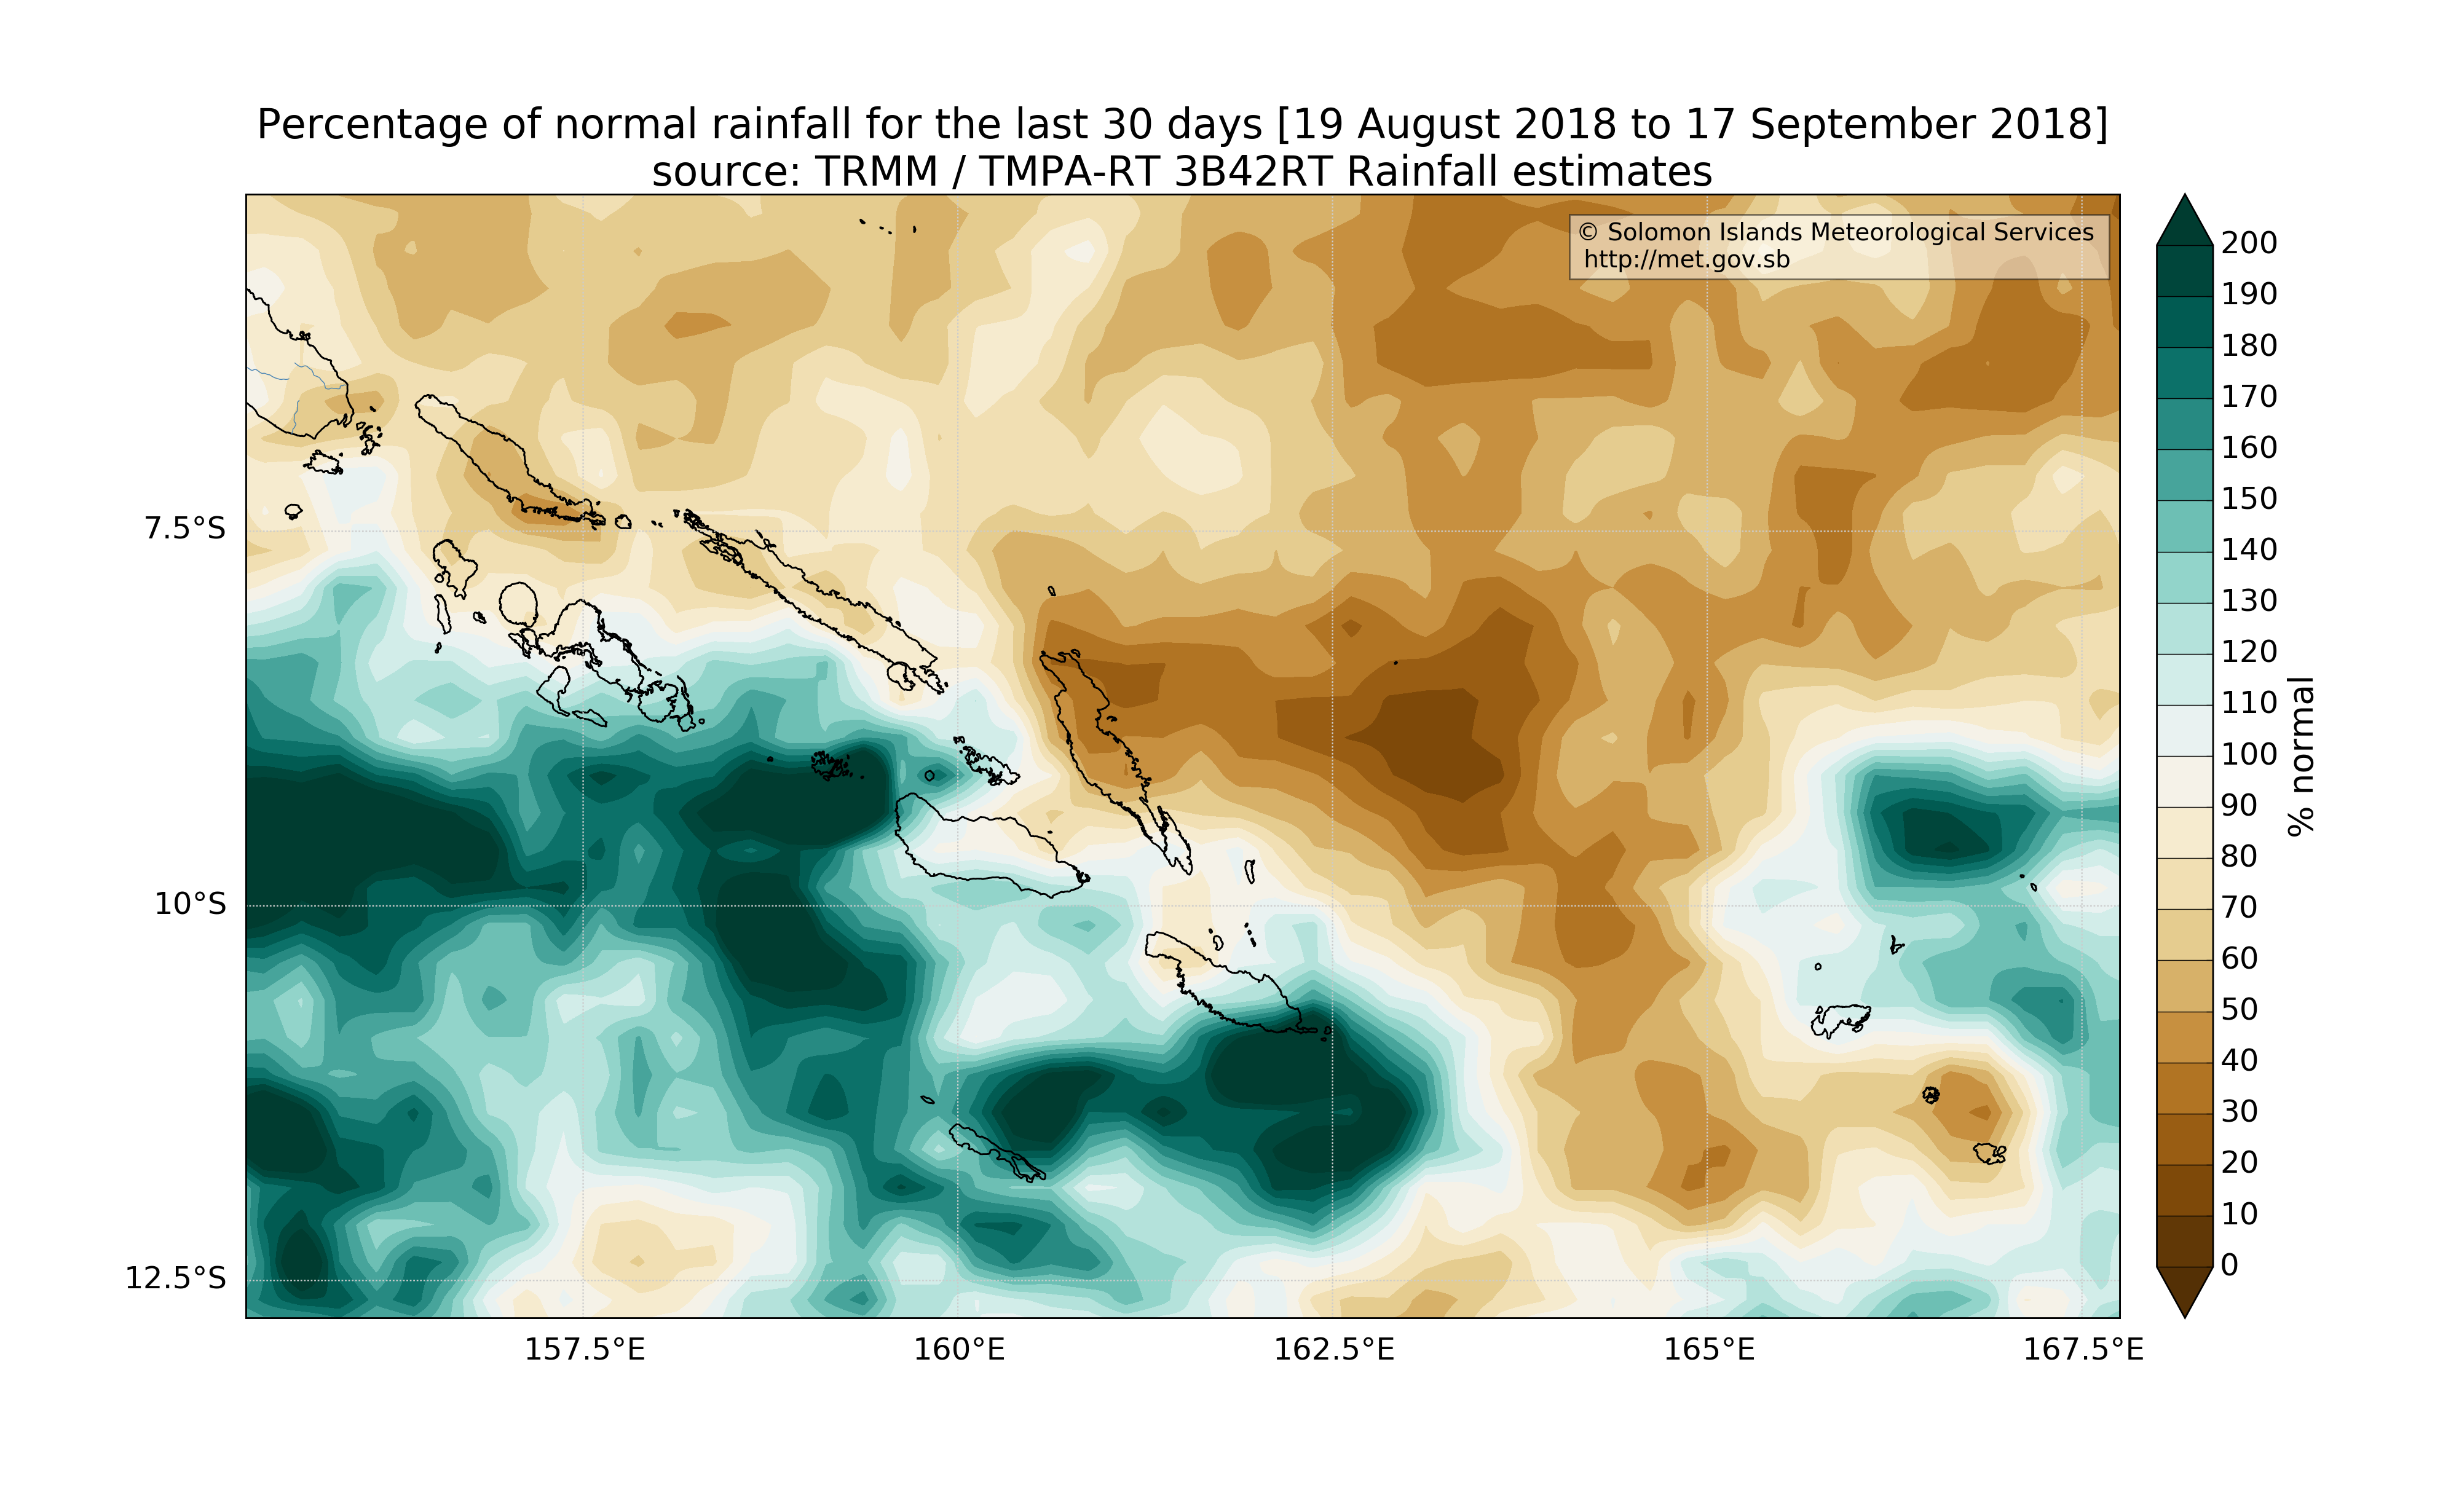 Percentage of normal rainfall for the last 30 days [19 August 2018 to 17 September 2018]
source: TRMM / TMPA-RT 3B42RT Rainfall estimates
© Solomon Islands Meteorological Services
http://met.gov.sb
7.5°S
10°S
12.5°S
157.5°E
160°E
162.5°E
165°E
167.5°E
200
190
180
170
160
150
140
130
120
110
100
90
80
70
60
50
40
30
20
10
0
% normal